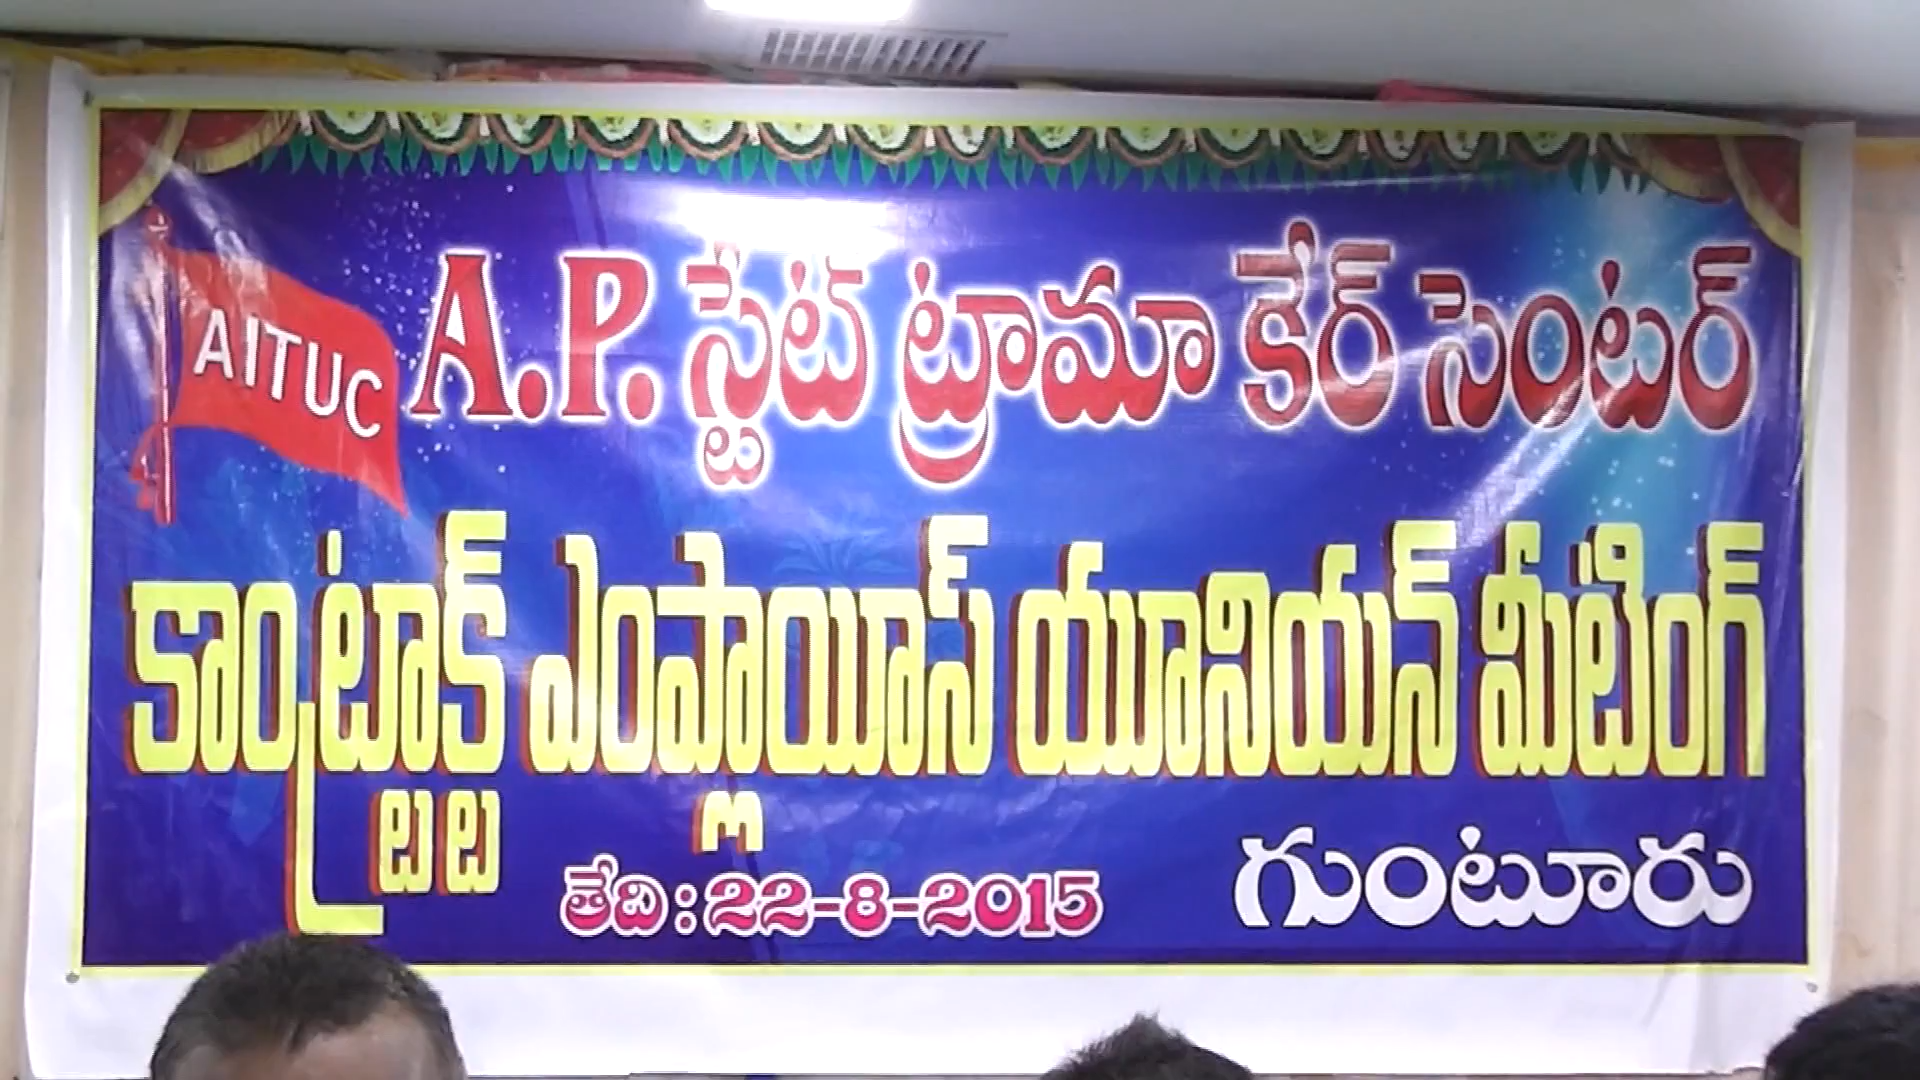 AITUC
A.P. స్టేట్ ట్రామా కేర్ సెంటర్
కాంట్రాక్ట్ ఎంప్లాయీస్ యూనియన్ మీటింగ్
తేది : 22-8-2015
గుంటూరు